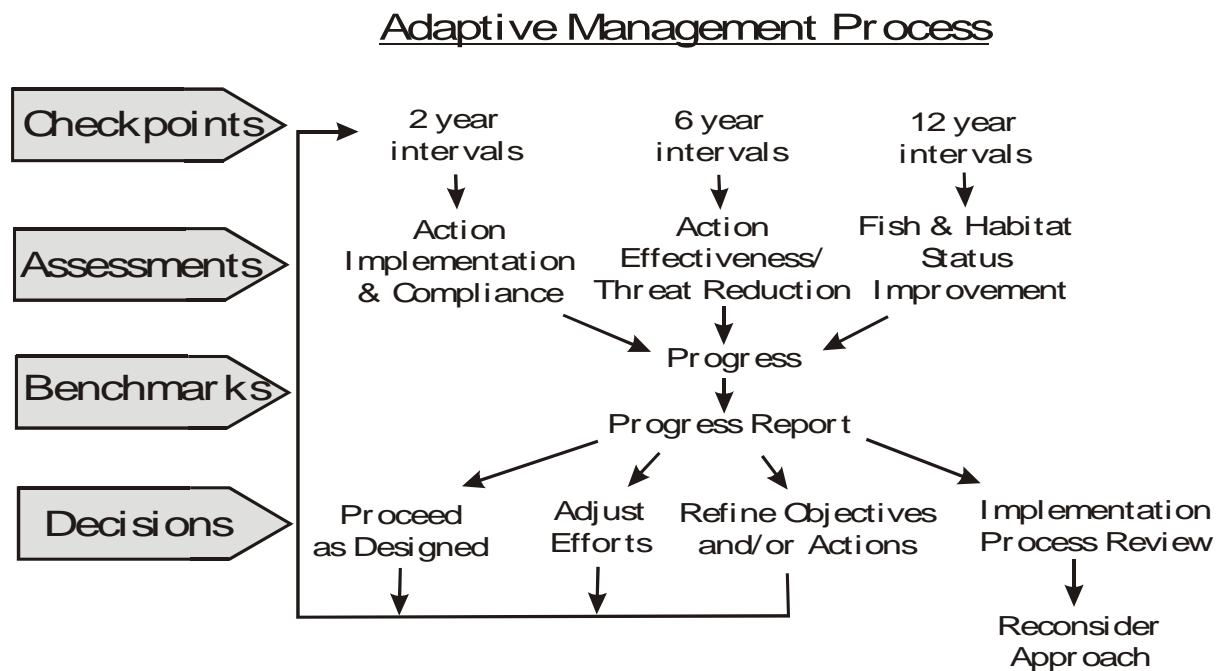 Adaptive Management Process
Checkpoints
2 year
intervals
6 year
intervals
12 year
intervals
Assessments
Action
Implementation
& Compliance
Action
Effectiveness/
Threat Reduction
Fish & Habitat
Status
Improvement
Benchmarks
Progress
Progress Report
Decisions
Proceed
as Designed
Adjust
Efforts
Refine Objectives
and/or Actions
Implementation
Process Review
Reconsider
Approach